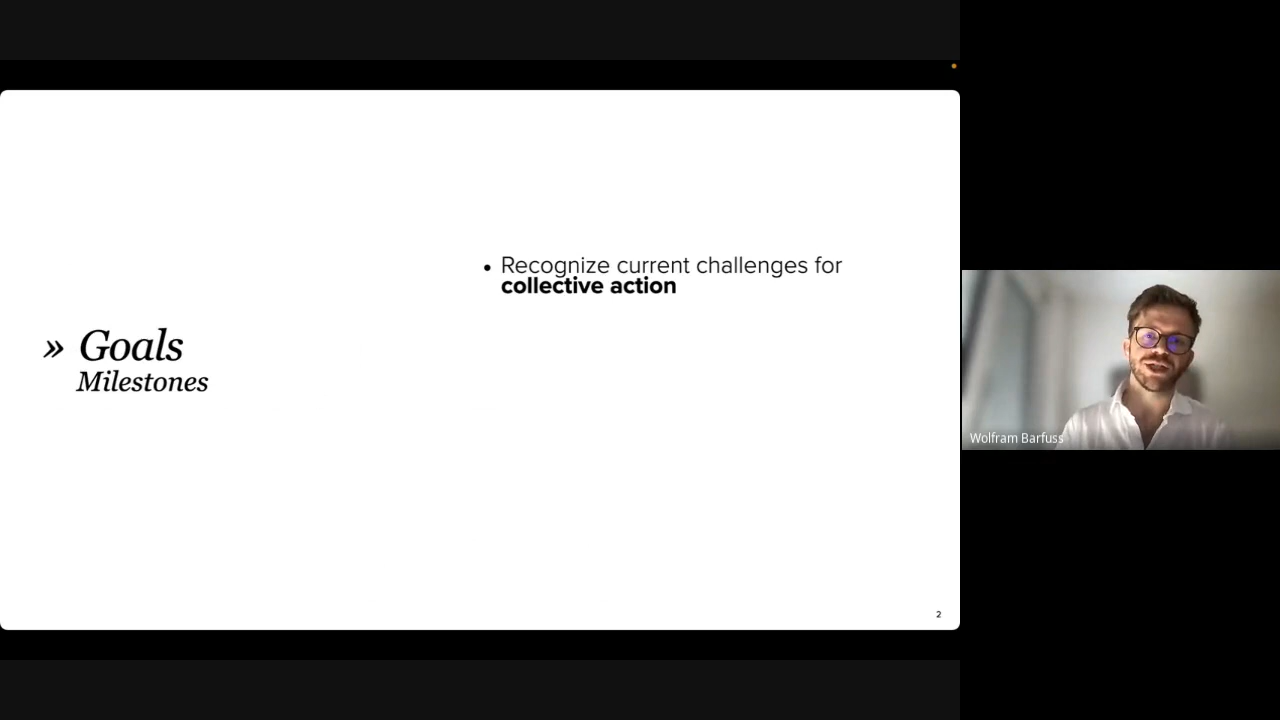 » Goals
Milestones
• Recognize current challenges for
collective action
2
Wolfram Barfuss